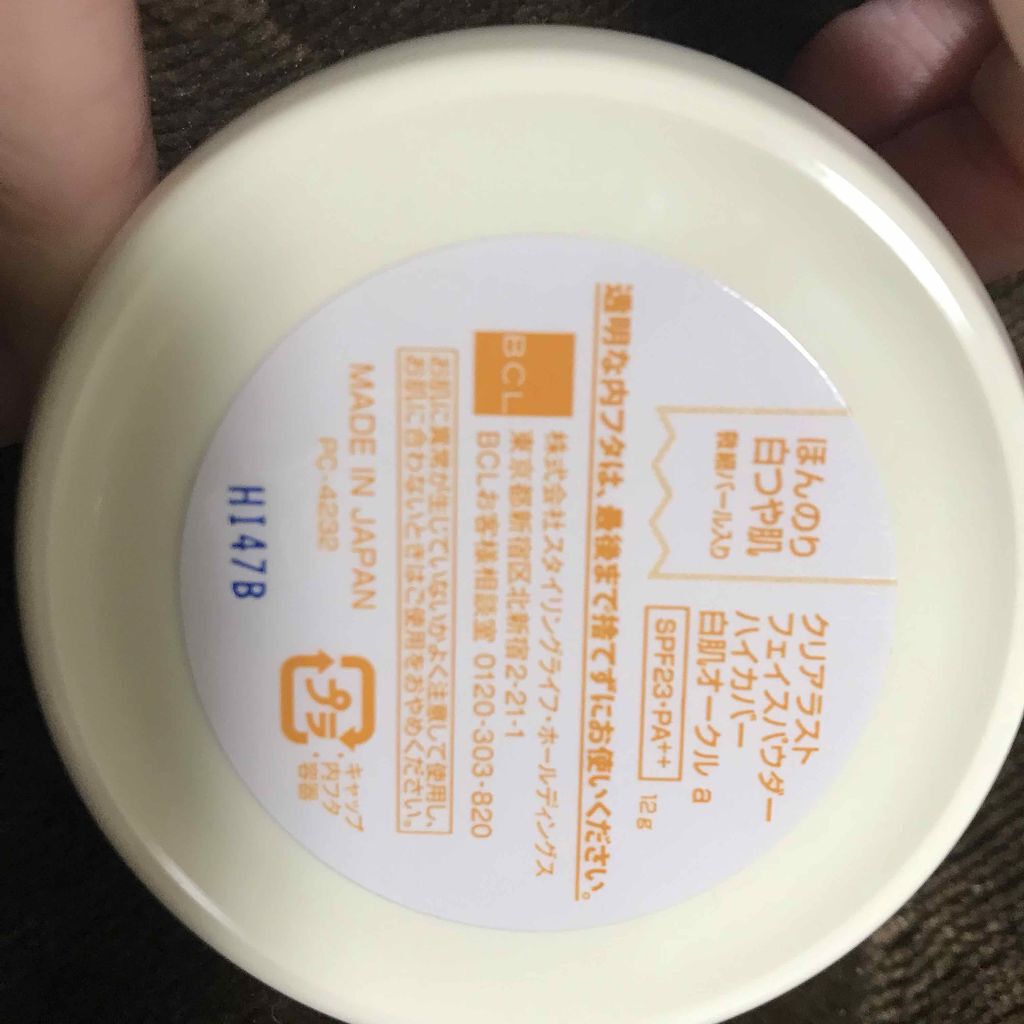 ほんのり
白つや肌
微細パール入り
クリアラスト
フェイスパウダー
ハイカバー
白肌オークル a
SPF23・PA++
12g
透明な内フタは、最後まで捨てずにお使いください。
BCL
株式会社スタイリングライフ・ホールディングス
東京都新宿区北新宿2-21-1
BCLお客様相談室 0120-303-820
お肌に異常が生じていないかよく注意して使用し、
お肌に合わないときはご使用をおやめください。
MADE IN JAPAN
PC-4232
プラ
キャップ
・内フタ
・容器
HI47B